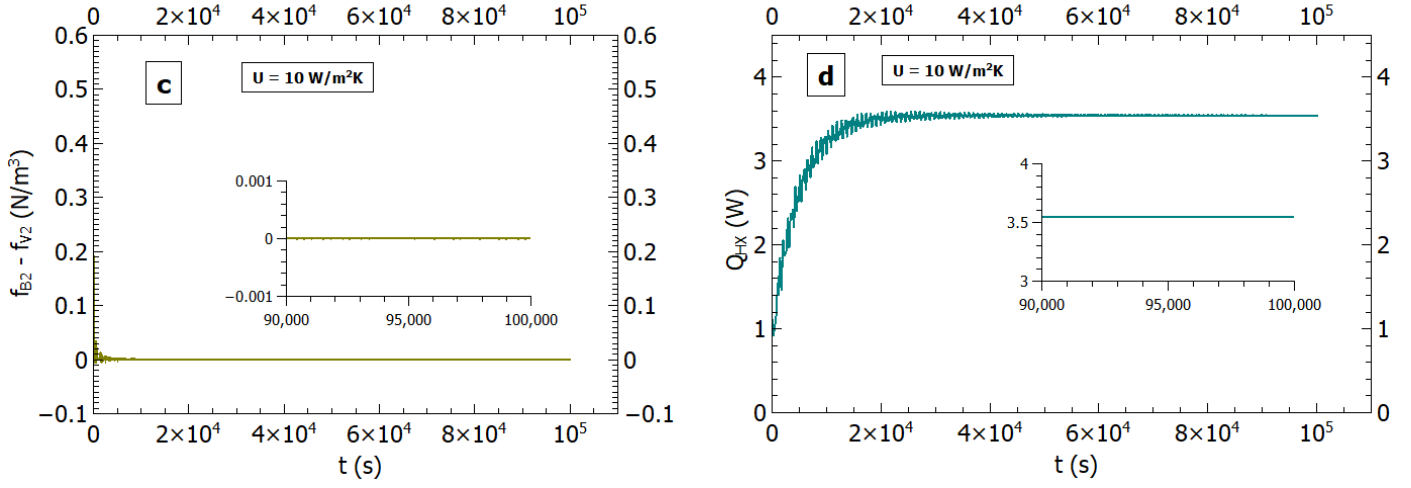 0 2×10⁴ 4×10⁴ 6×10⁴ 8×10⁴ 10⁵
0.6 0.6
0.5 0.5
0.4 0.4
0.3 0.3
0.2 0.2
0.1 0.1
0 0
−0.1 −0.1
c
U = 10 W/m²K
f_B2 - f_V2 (N/m³)
0.001
0
−0.001
90,000 95,000 100,000
0 2×10⁴ 4×10⁴ 6×10⁴ 8×10⁴ 10⁵
t (s)
0 2×10⁴ 4×10⁴ 6×10⁴ 8×10⁴ 10⁵
4 4
3 3
2 2
1 1
0 0
d
U = 10 W/m²K
Q_HX (W)
4
3.5
3
90,000 95,000 100,000
0 2×10⁴ 4×10⁴ 6×10⁴ 8×10⁴ 10⁵
t (s)